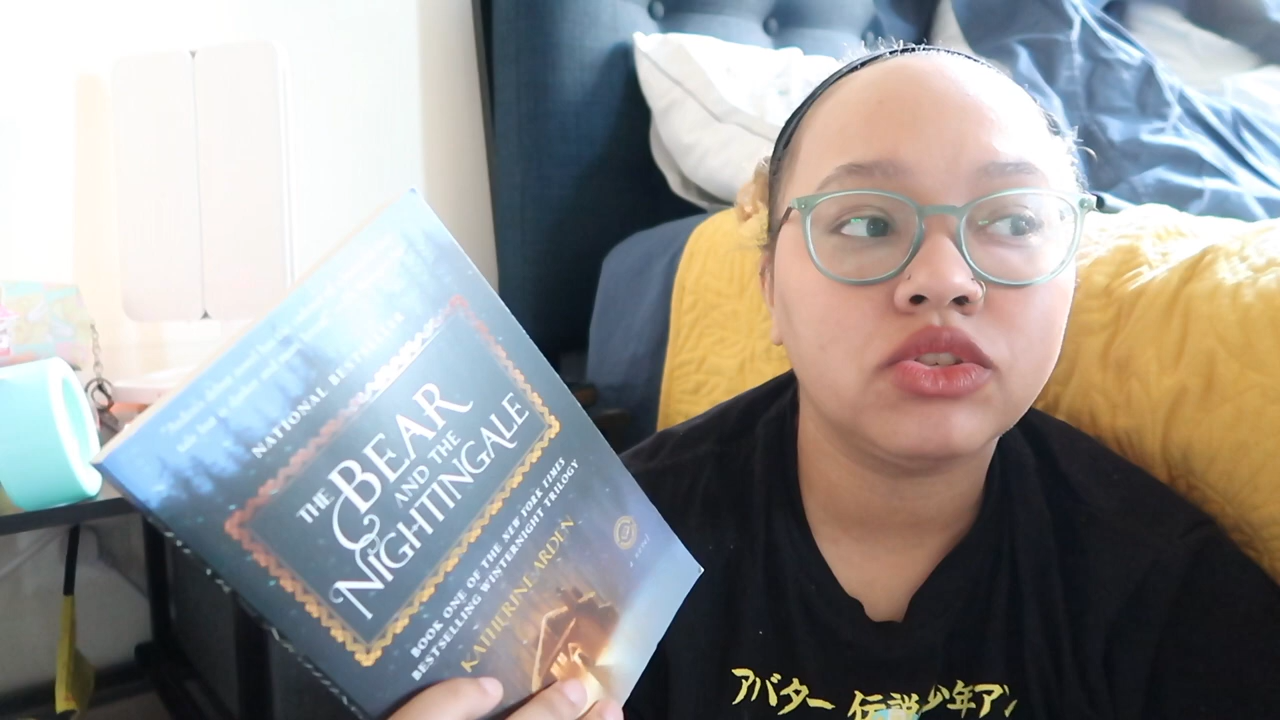 NATIONAL BESTSELLER
THE
BEAR
AND THE
NIGHTINGALE
BOOK ONE OF THE NEW YORK TIMES
BESTSELLING WINTERNIGHT TRILOGY
KATHERINE ARDEN
A NOVEL
アバター 伝説少年アン